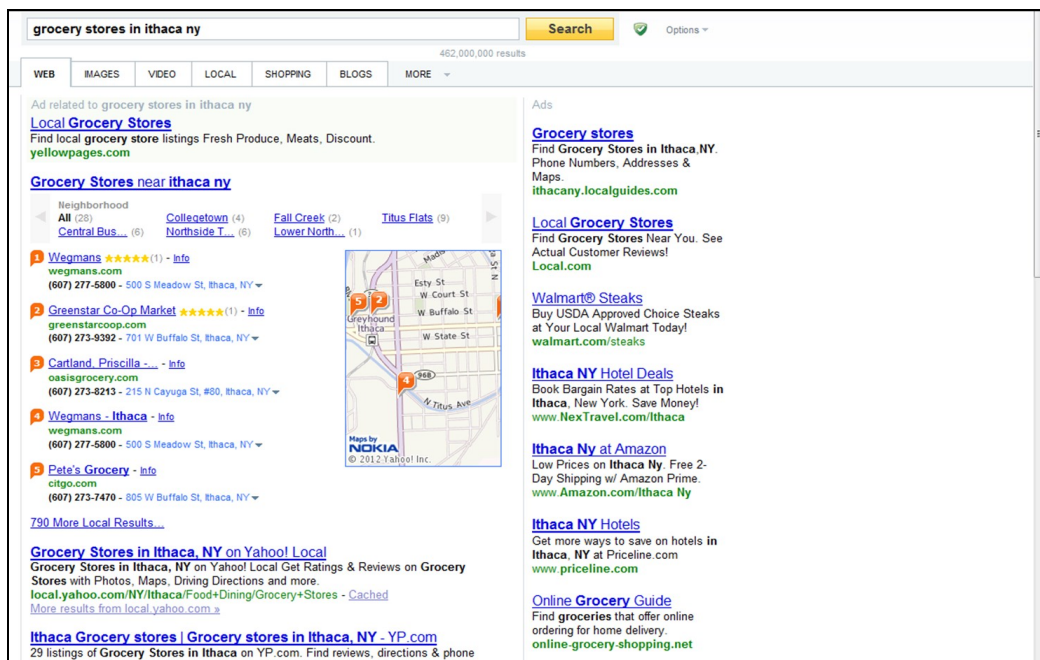 grocery stores in ithaca ny
Search
Options
462,000,000 results
WEB IMAGES VIDEO LOCAL SHOPPING BLOGS MORE
Ad related to grocery stores in ithaca ny
Local Grocery Stores
Find local grocery store listings Fresh Produce, Meats, Discount.
yellowpages.com
Grocery Stores near ithaca ny
Neighborhood
All (28) Collegetown (4) Fall Creek (2) Titus Flats (9)
Central Bus... (6) Northside T... (6) Lower North... (1)
1 Wegmans (1) - Info
wegmans.com
(607) 277-5800 - 500 S Meadow St, Ithaca, NY
2 Greenstar Co-Op Market (1) - Info
greenstarcoop.com
(607) 273-9392 - 701 W Buffalo St, Ithaca, NY
3 Cartland, Priscilla -... - Info
oasisgrocery.com
(607) 273-8213 - 215 N Cayuga St, #80, Ithaca, NY
4 Wegmans - Ithaca - Info
wegmans.com
(607) 277-5800 - 500 S Meadow St, Ithaca, NY
5 Pete's Grocery - Info
citgo.com
(607) 273-7470 - 805 W Buffalo St, Ithaca, NY
Esty St
W Court St
5 2
W Buffalo St
Greyhound
Ithaca
W State St
96B
4
N Titus Ave
Maps by
NOKIA
© 2012 Yahoo! Inc.
790 More Local Results...
Grocery Stores in Ithaca, NY on Yahoo! Local
Grocery Stores in Ithaca, NY on Yahoo! Local Get Ratings & Reviews on Grocery
Stores with Photos, Maps, Driving Directions and more.
local.yahoo.com/NY/Ithaca/Food+Dining/Grocery+Stores - Cached
More results from local.yahoo.com »
Ithaca Grocery stores | Grocery stores in Ithaca, NY - YP.com
29 listings of Grocery Stores in Ithaca on YP.com. Find reviews, directions & phone
Ads
Grocery stores
Find Grocery Stores in Ithaca,NY.
Phone Numbers, Addresses &
Maps.
ithacany.localguides.com
Local Grocery Stores
Find Grocery Stores Near You. See
Actual Customer Reviews!
Local.com
Walmart® Steaks
Buy USDA Approved Choice Steaks
at Your Local Walmart Today!
walmart.com/steaks
Ithaca NY Hotel Deals
Book Bargain Rates at Top Hotels in
Ithaca, New York. Save Money!
www.NexTravel.com/Ithaca
Ithaca Ny at Amazon
Low Prices on Ithaca Ny. Free 2-
Day Shipping w/ Amazon Prime.
www.Amazon.com/Ithaca Ny
Ithaca NY Hotels
Get more ways to save on hotels in
Ithaca, NY at Priceline.com
www.priceline.com
Online Grocery Guide
Find groceries that offer online
ordering for home delivery.
online-grocery-shopping.net